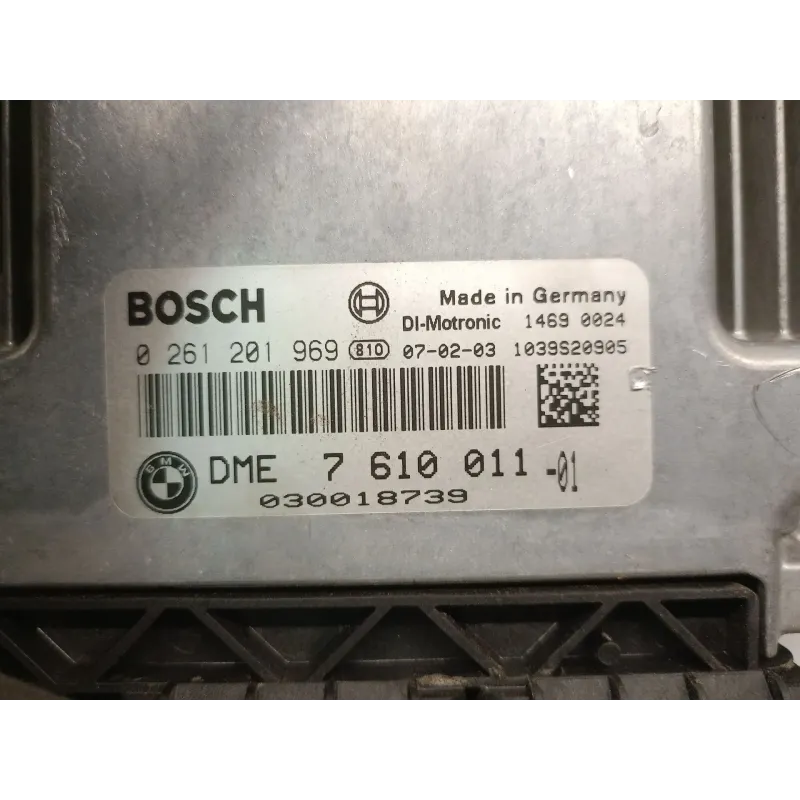 BOSCH Made in Germany
DI-Motronic 1469 0024
0 261 201 969 810 07-02-03 1039S20905
BMW DME 7 610 011 -01
030018739